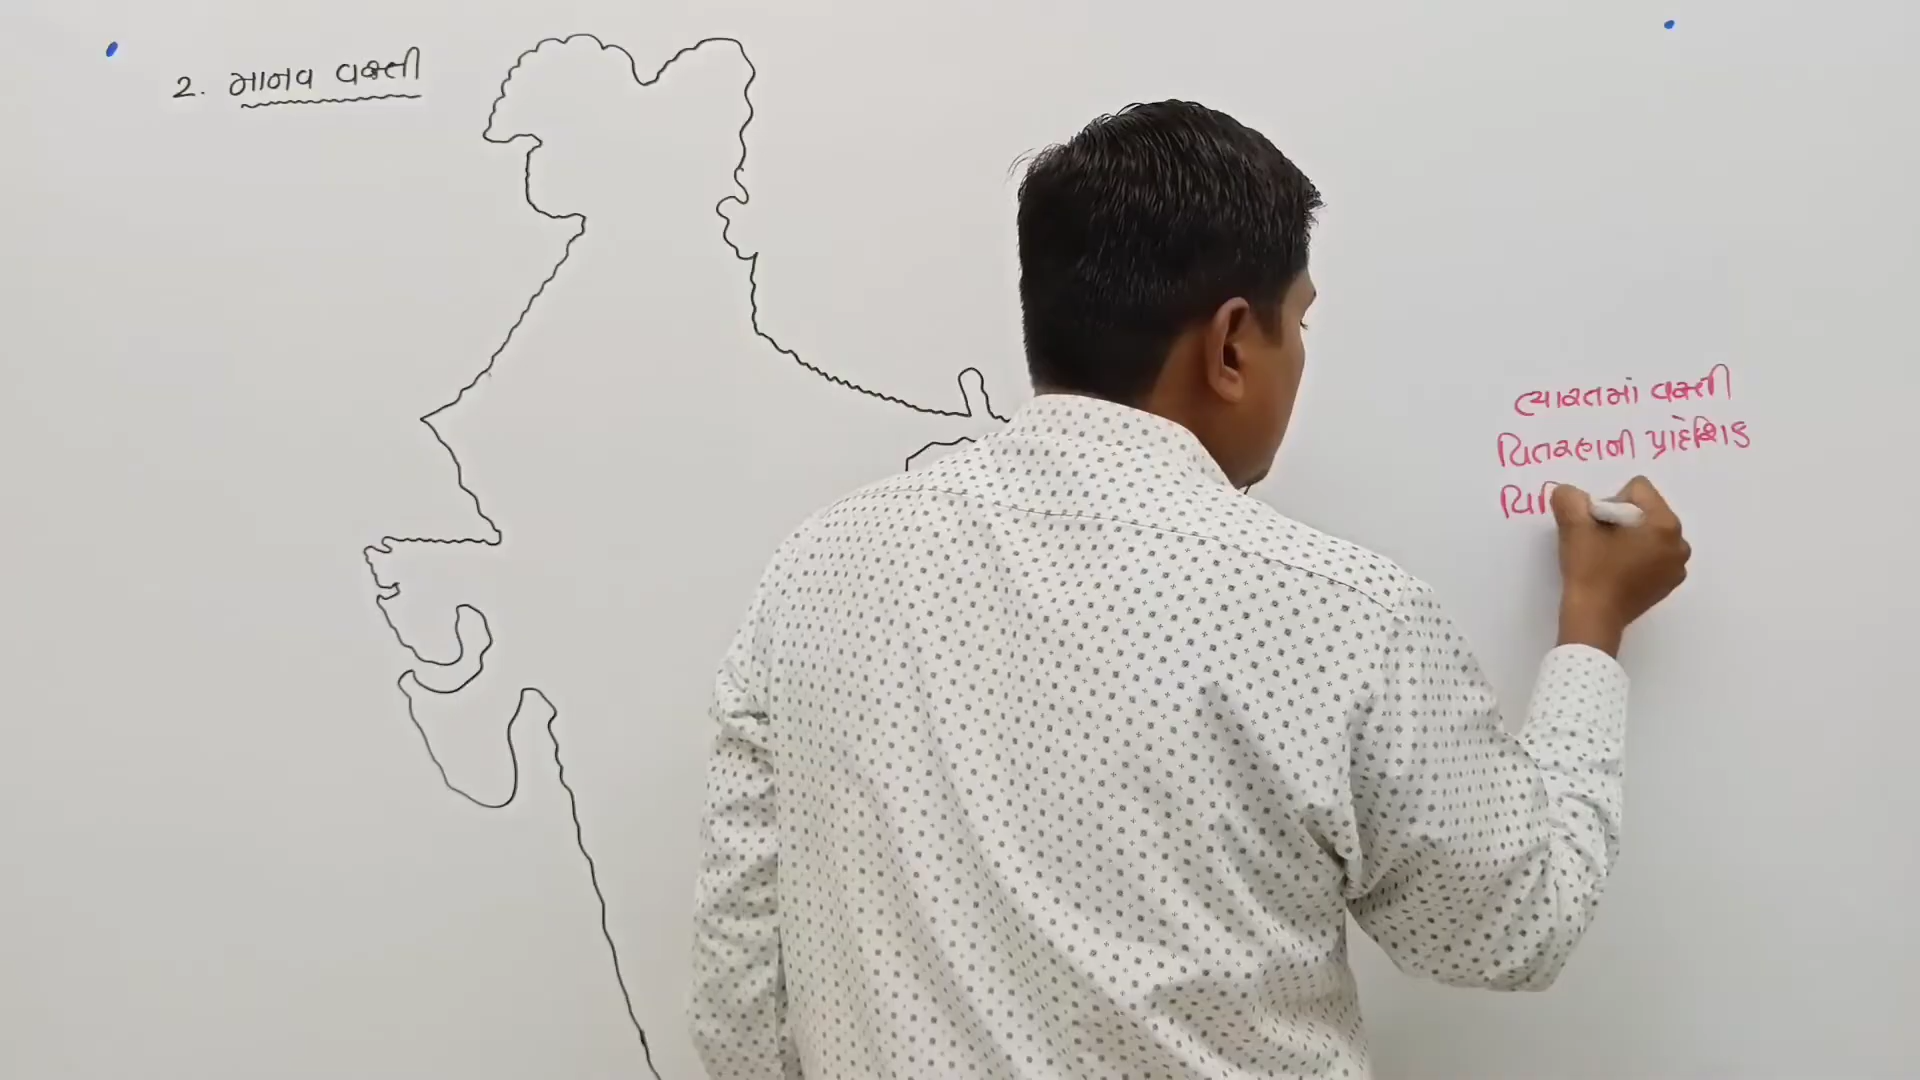 2. માનવ વસ્તી
ભારતમાં વસ્તી
વિતરણની પ્રાદેશિક